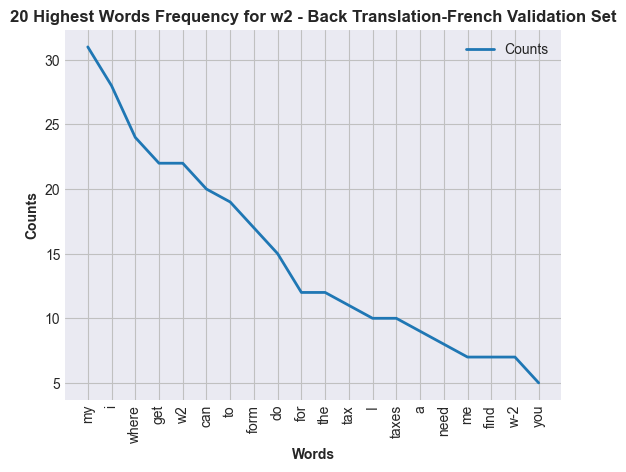 20 Highest Words Frequency for w2 - Back Translation-French Validation Set
Counts
30
25
20
15
10
5
Counts
my
i
where
get
w2
can
to
form
do
for
the
tax
I
taxes
a
need
me
find
w-2
you
Words